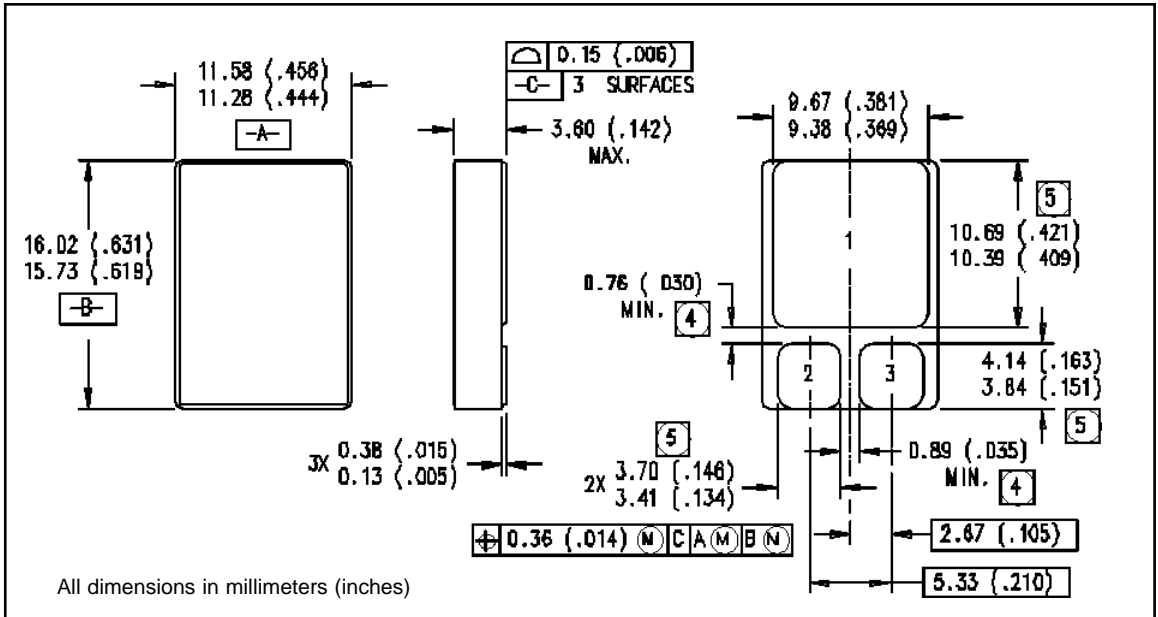 11.58 (.456)
11.28 (.444)
-A-
16.02 (.631)
15.73 (.619)
-B-
0.15 (.006)
-C- 3 SURFACES
3.60 (.142)
MAX.
3X 0.38 (.015)
0.13 (.005)
9.67 (.381)
9.38 (.369)
1
5
10.69 (.421)
10.39 ( 409)
0.76 ( 030)
MIN. 4
2
3
4.14 (.163)
3.84 (.151)
5
5
2X 3.70 (.146)
3.41 (.134)
0.89 (.035)
MIN. 4
0.36 (.014) M C A M B N
2.67 (.105)
5.33 (.210)
All dimensions in millimeters (inches)